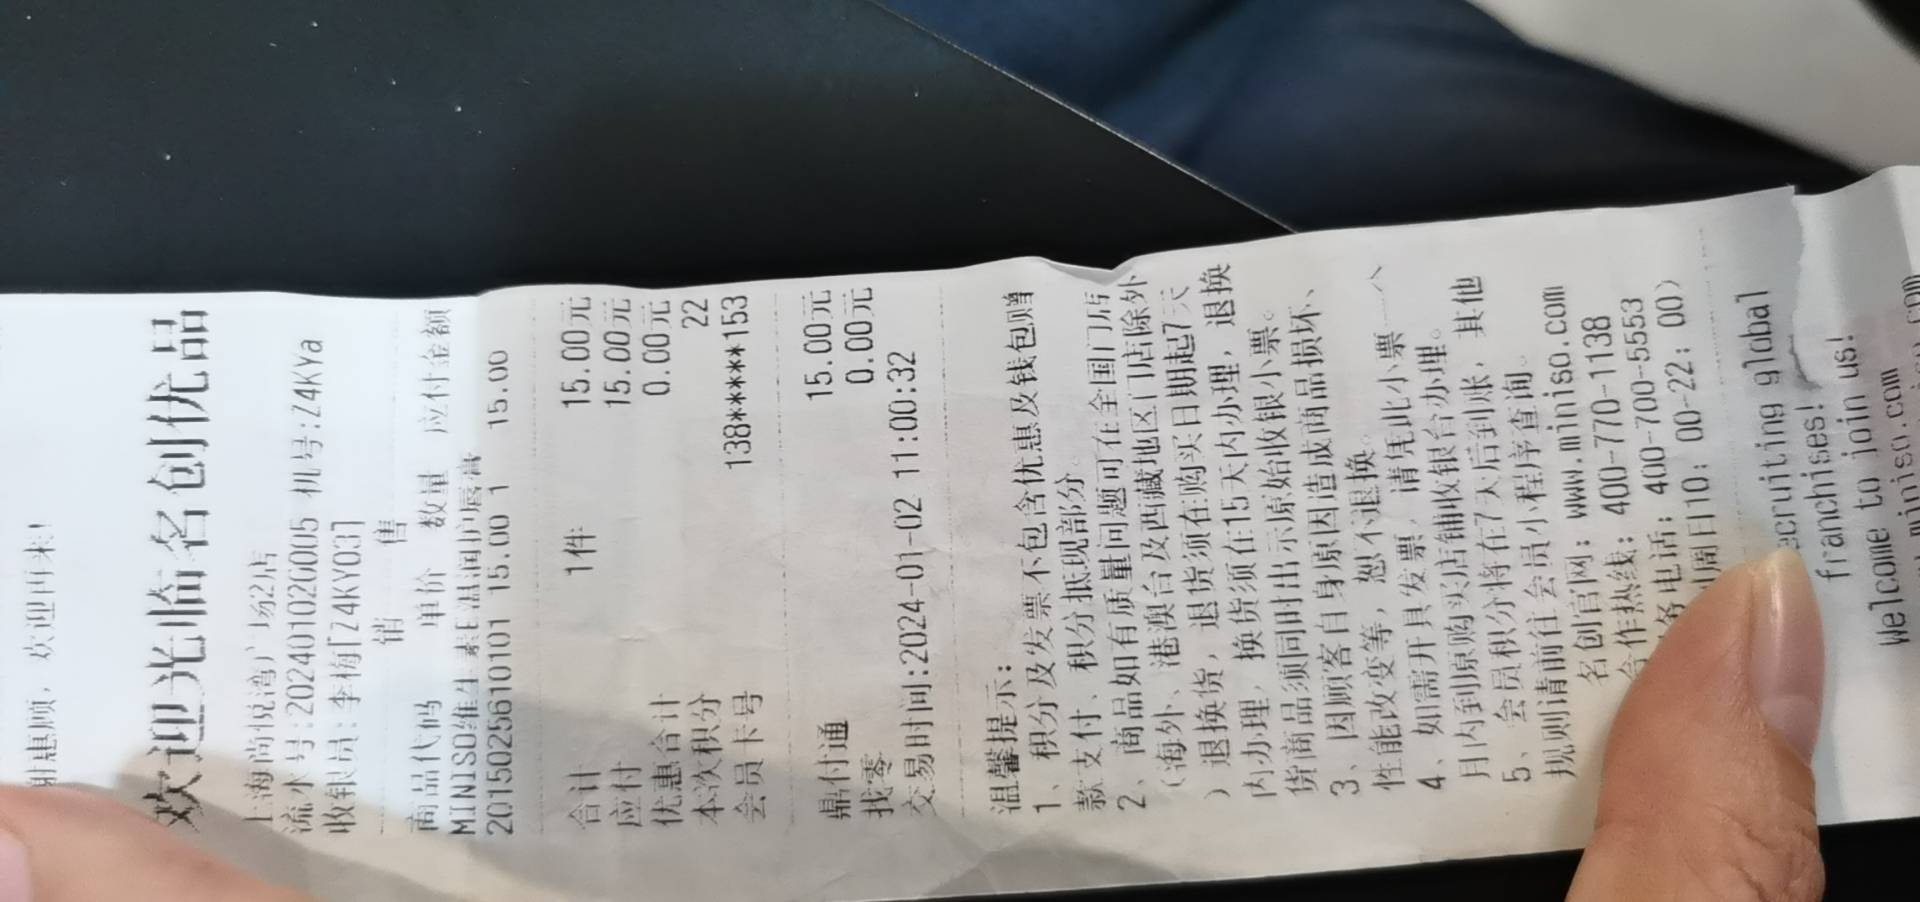 谢惠顾，欢迎再来!
欢迎光临名创优品
上海尚悦湾广场2店
流水号:20240102G005 机号:Z4KYa
收银员:李梅[Z4KY03]
销 售
商品代码 单价 数量 应付金额
MINISO维生素E温润护唇膏
2015025610101 15.00 1 15.00
合计 1件 15.00元
应付 15.00元
优惠合计 0.00元
本次积分 22
会员卡号 138*****153
鼎付通 15.00元
找零 0.00元
交易时间:2024-01-02 11:00:32
温馨提示：
1、积分及发票不包含优惠及钱包赠
款支付、积分抵现部分。
2、商品如有质量问题可在全国门店
（海外、港澳台及西藏地区门店除外
）退换货，退货须在购买日期起7天
内办理，换货须在15天内办理，退换
货商品须同时出示原始收银小票。
3、因顾客自身原因造成商品损坏、
性能改变等，恕不退换。
4、如需开具发票，请凭此小票一个
月内到原购买店铺收银台办理。
5、会员积分将在7天后到账，其他
规则请前往会员小程序查询。
名创官网：www.miniso.com
合作热线：400-770-1138
务电话：400-700-5553
周日10：00-22：00）
ecruiting global
franchises!
Welcome to join us!
miniso.com